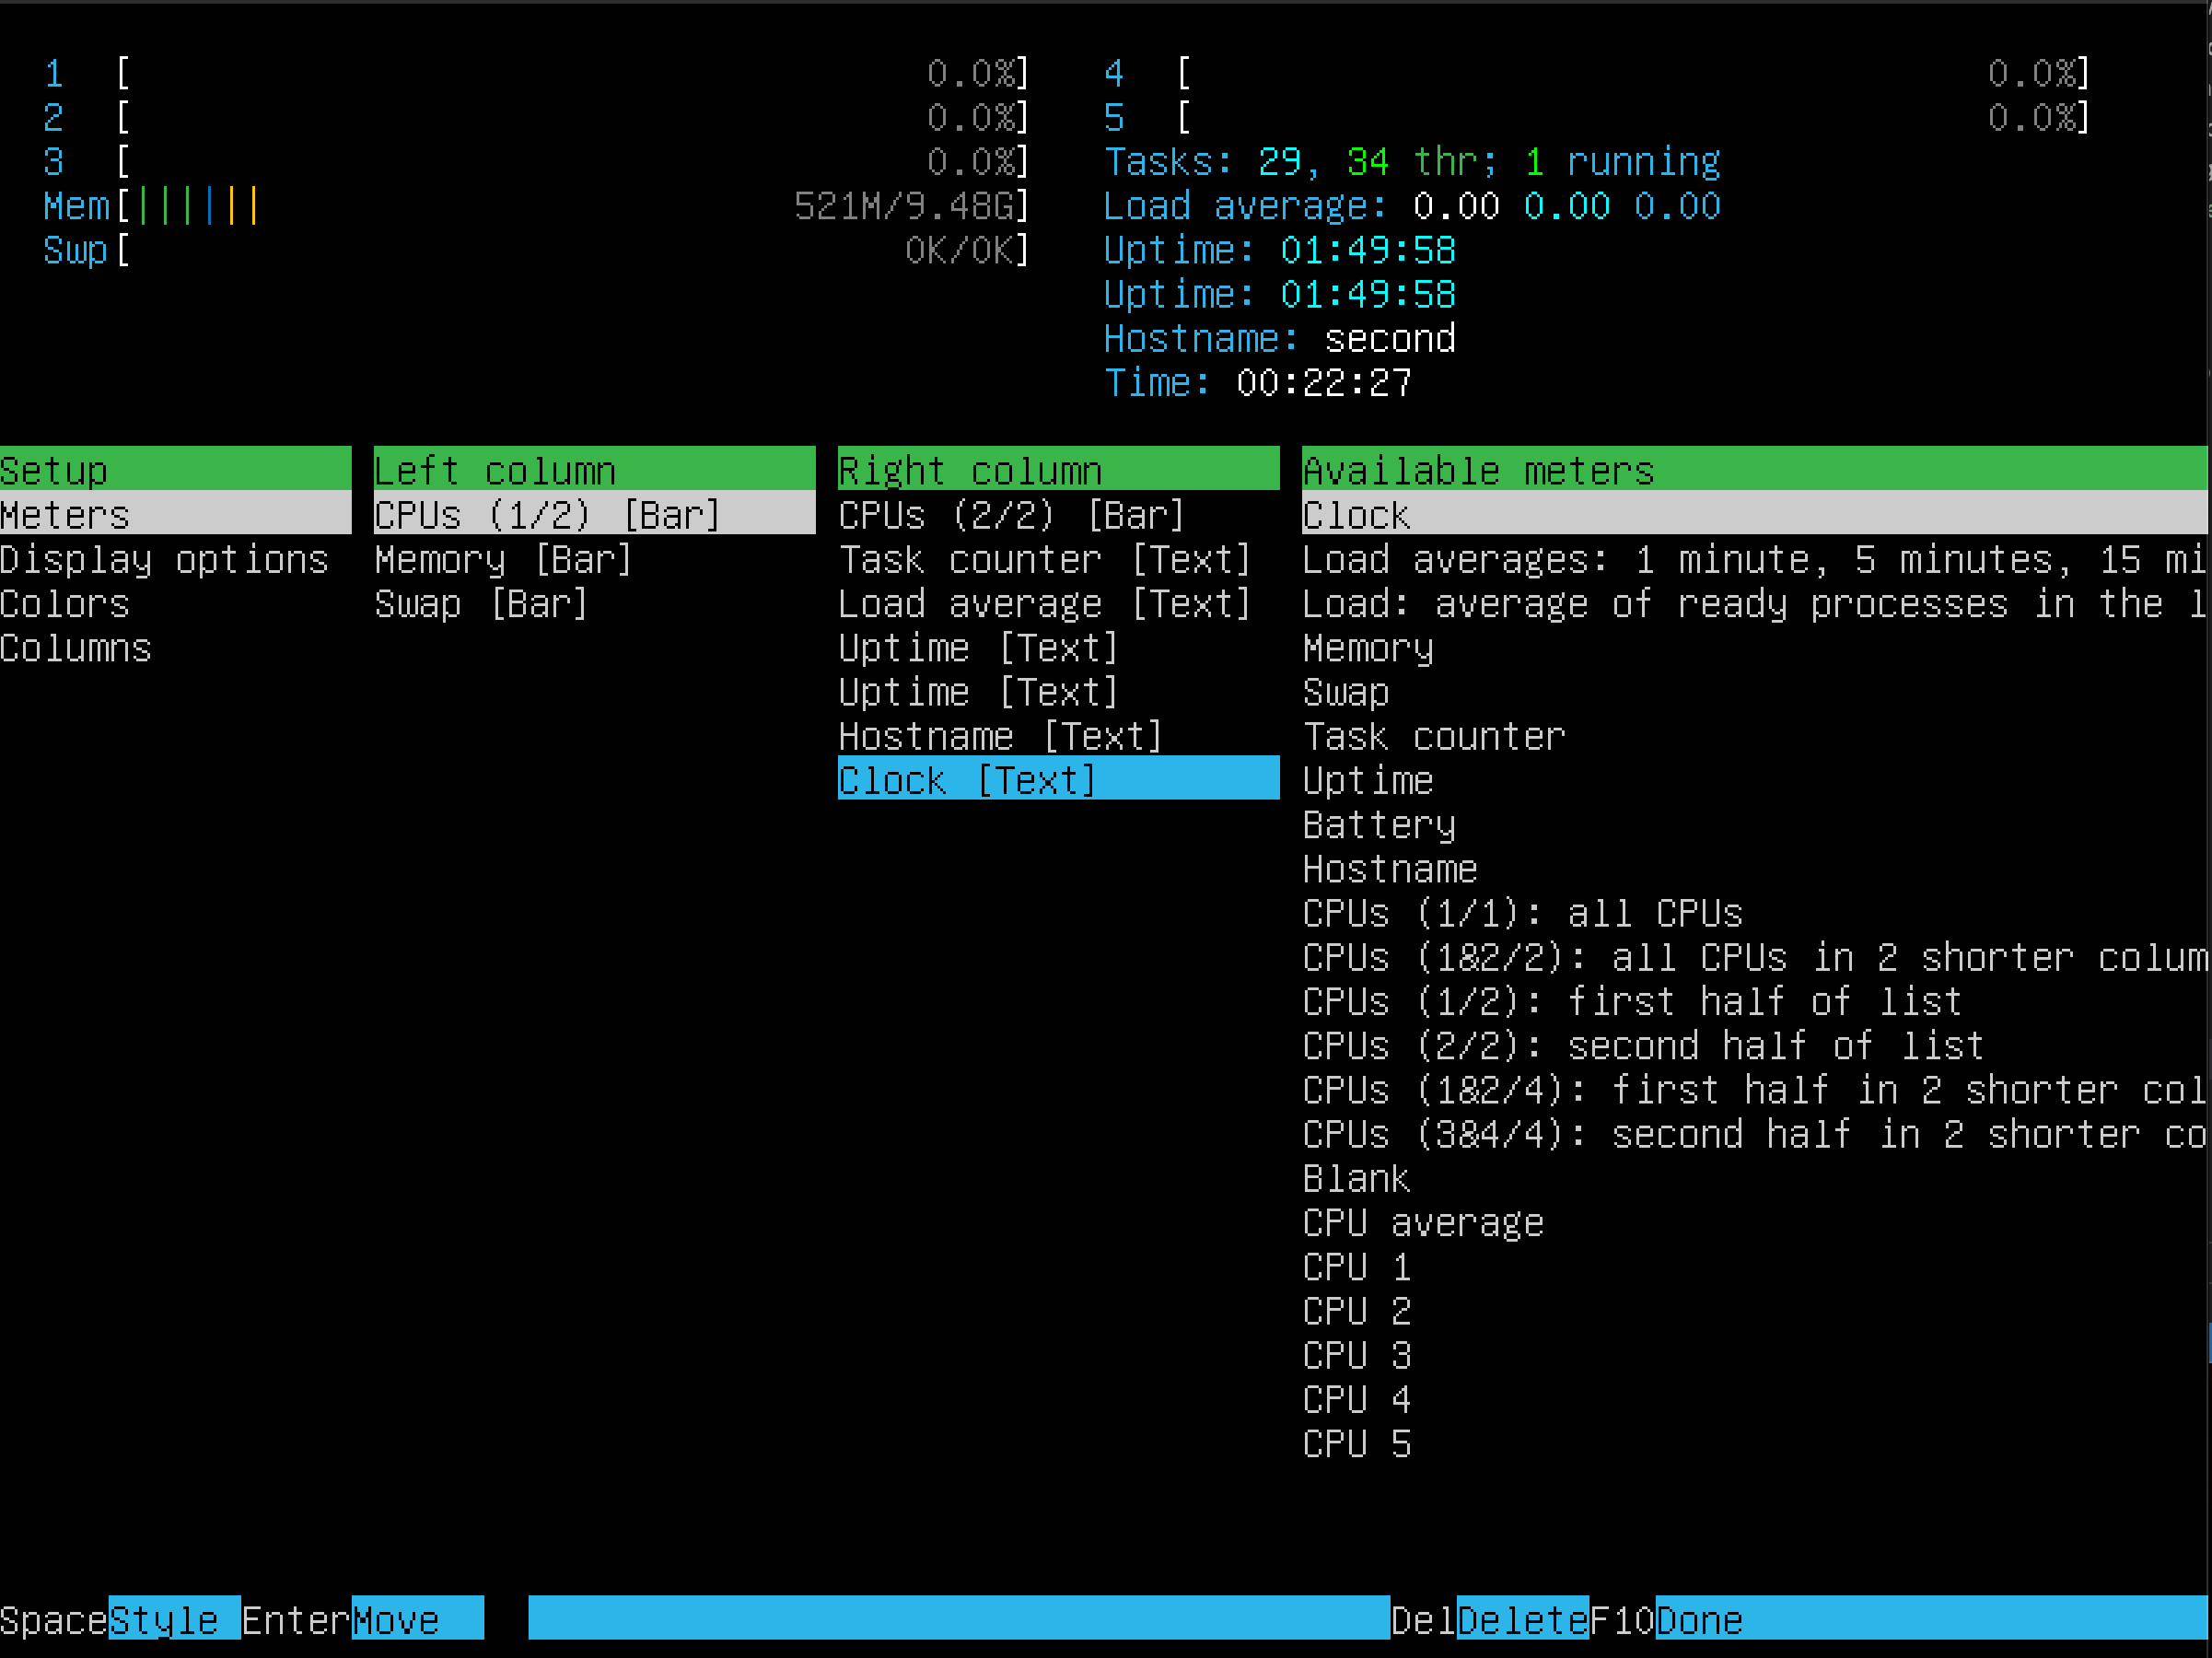 1 [ 0.0%] 4 [ 0.0%]
2 [ 0.0%] 5 [ 0.0%]
3 [ 0.0%] Tasks: 29, 34 thr; 1 running
Mem[|||||| 521M/9.48G] Load average: 0.00 0.00 0.00
Swp[ 0K/0K] Uptime: 01:49:58
Uptime: 01:49:58
Hostname: second
Time: 00:22:27
Setup Left column Right column Available meters
Meters CPUs (1/2) [Bar] CPUs (2/2) [Bar] Clock
Display options Memory [Bar] Task counter [Text] Load averages: 1 minute, 5 minutes, 15 mi
Colors Swap [Bar] Load average [Text] Load: average of ready processes in the l
Columns Uptime [Text] Memory
Uptime [Text] Swap
Hostname [Text] Task counter
Clock [Text] Uptime
Battery
Hostname
CPUs (1/1): all CPUs
CPUs (1&2/2): all CPUs in 2 shorter colum
CPUs (1/2): first half of list
CPUs (2/2): second half of list
CPUs (1&2/4): first half in 2 shorter col
CPUs (3&4/4): second half in 2 shorter co
Blank
CPU average
CPU 1
CPU 2
CPU 3
CPU 4
CPU 5
SpaceStyle EnterMove DelDeleteF10Done